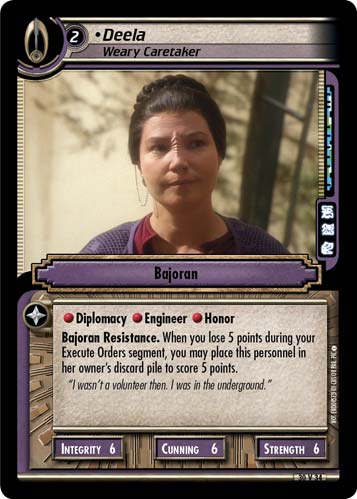 2
•Deela
Weary Caretaker
Bajoran
Diplomacy Engineer Honor
Bajoran Resistance. When you lose 5 points during your
Execute Orders segment, you may place this personnel in
her owner's discard pile to score 5 points.
"I wasn't a volunteer then. I was in the underground."
INTEGRITY 6 CUNNING 6 STRENGTH 6